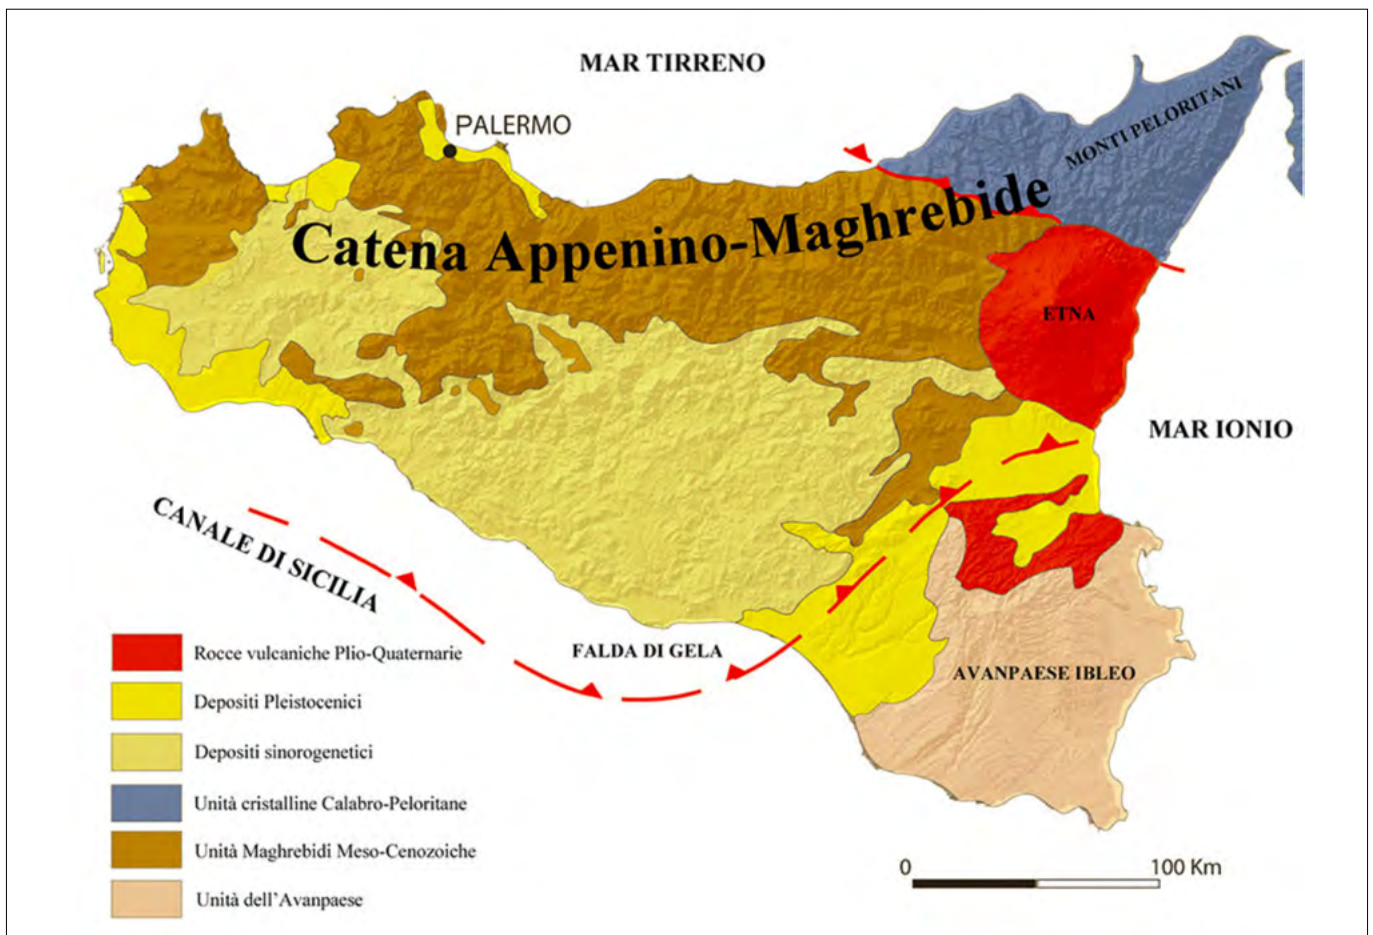 MAR TIRRENO
PALERMO
MONTI PELORITANI
Catena Appenino-Maghrebide
ETNA
MAR IONIO
CANALE DI SICILIA
FALDA DI GELA
AVANPAESE IBLEO
Rocce vulcaniche Plio-Quaternarie
Depositi Pleistocenici
Depositi sinorogenetici
Unità cristalline Calabro-Peloritane
Unità Maghrebidi Meso-Cenozoiche
Unità dell'Avanpaese
0 100 Km